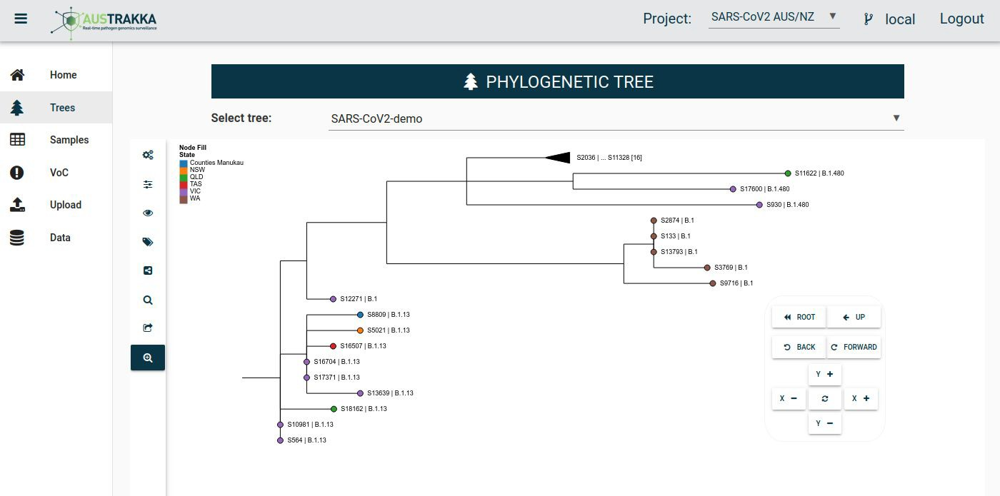 AUSTRAKKA
Real-time pathogen genomics surveillance
Project:
SARS-CoV2 AUS/NZ
local
Logout
Home
Trees
Samples
VoC
Upload
Data
PHYLOGENETIC TREE
Select tree:
SARS-CoV2-demo
Node Fill
State
Counties Manukau
NSW
QLD
TAS
VIC
WA
S2036 | ... S11328 [16]
S11622 | B.1.480
S17600 | B.1.480
S930 | B.1.480
S2874 | B.1
S133 | B.1
S13793 | B.1
S3769 | B.1
S9716 | B.1
S12271 | B.1
S8809 | B.1.13
S5021 | B.1.13
S16507 | B.1.13
S16704 | B.1.13
S17371 | B.1.13
S13639 | B.1.13
S18162 | B.1.13
S10981 | B.1.13
S564 | B.1.13
ROOT
UP
BACK
FORWARD
Y +
X −
X +
Y −